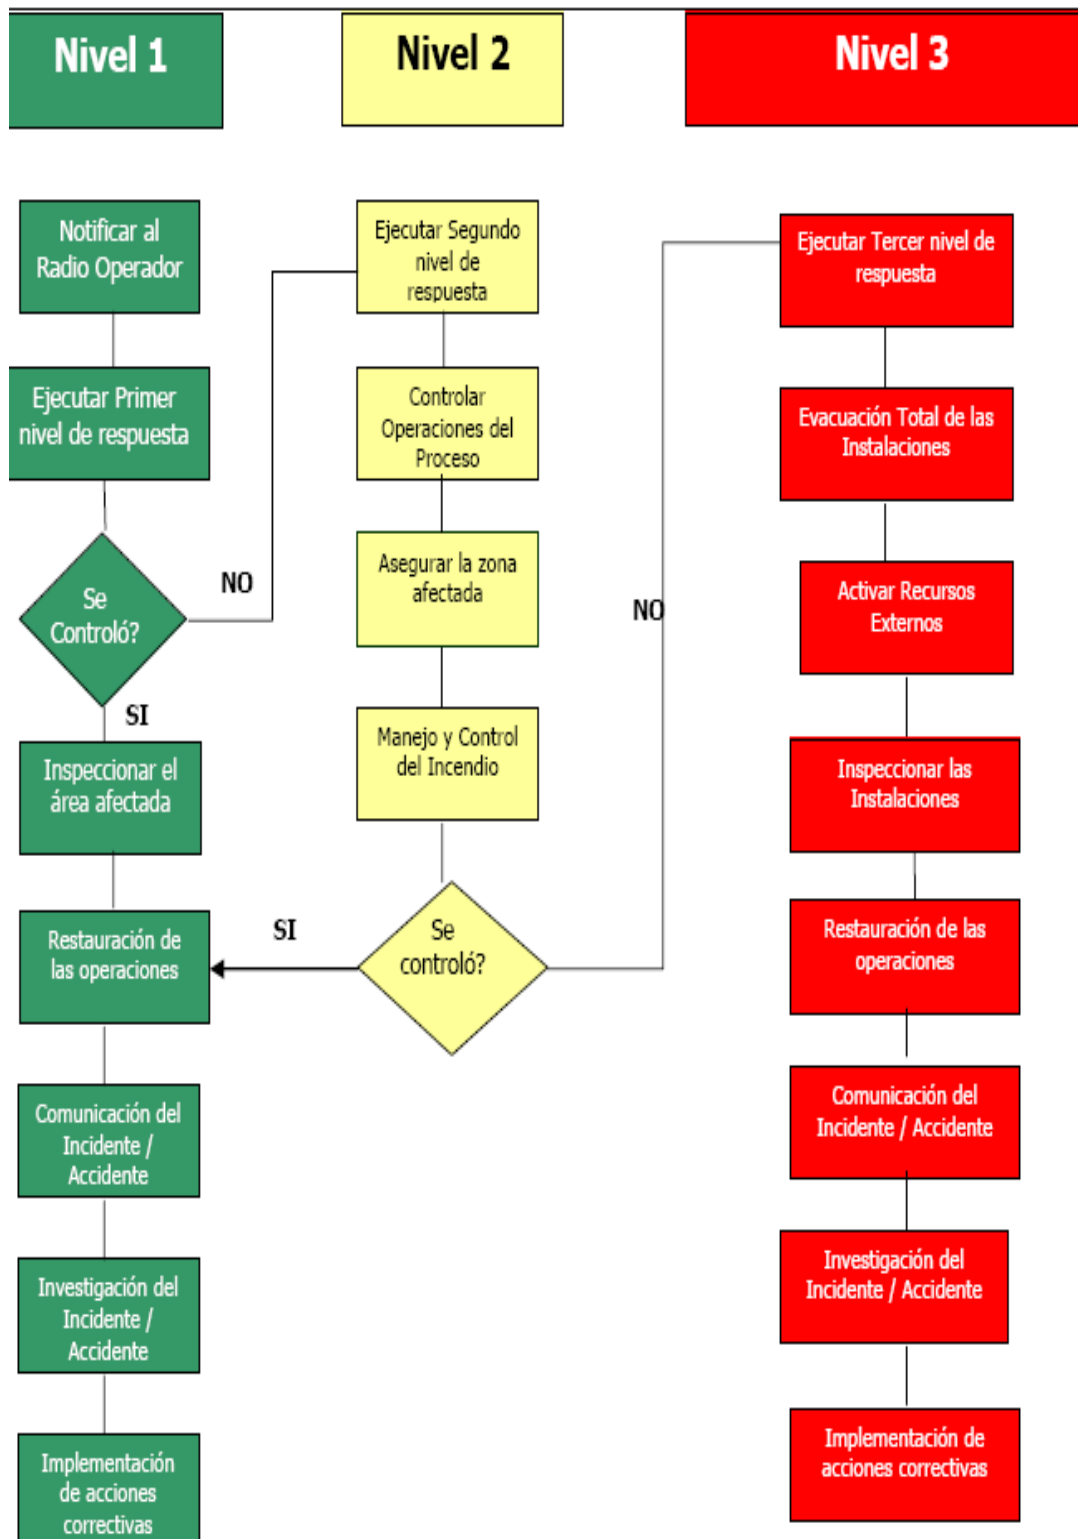 Nivel 1
Nivel 2
Nivel 3
Notificar al
Radio Operador
Ejecutar Primer
nivel de respuesta
Se
Controló?
NO
SI
Inspeccionar el
área afectada
Restauración de
las operaciones
Comunicación del
Incidente /
Accidente
Investigación del
Incidente /
Accidente
Implementación
de acciones
correctivas
Ejecutar Segundo
nivel de
respuesta
Controlar
Operaciones del
Proceso
Asegurar la zona
afectada
Manejo y Control
del Incendio
Se
controló?
SI
NO
Ejecutar Tercer nivel de
respuesta
Evacuación Total de las
Instalaciones
Activar Recursos
Externos
Inspeccionar las
Instalaciones
Restauración de las
operaciones
Comunicación del
Incidente / Accidente
Investigación del
Incidente / Accidente
Implementación de
acciones correctivas